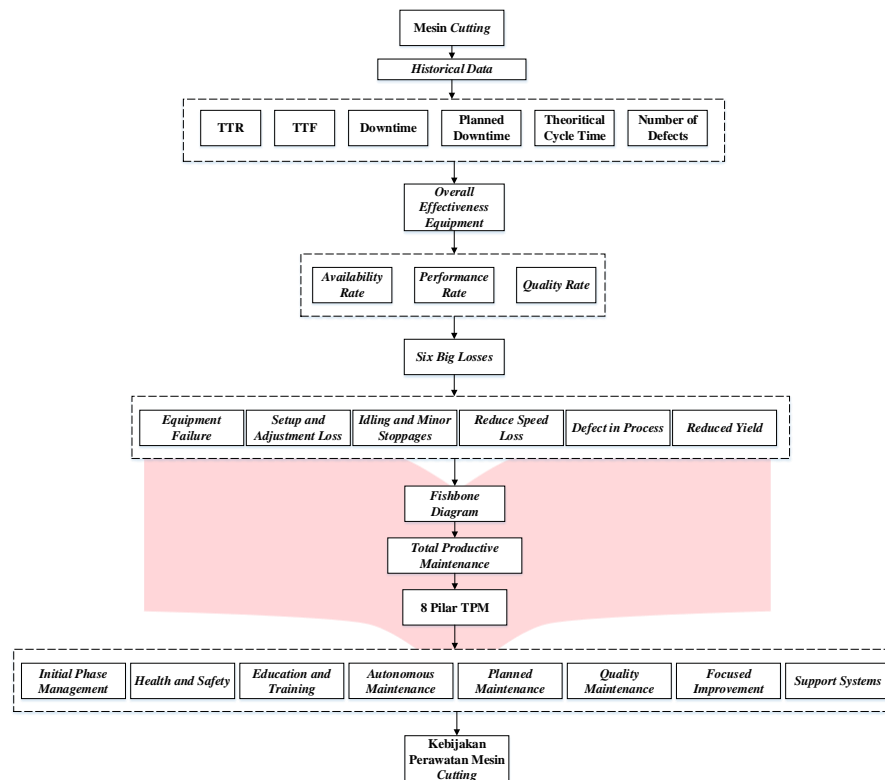 Mesin Cutting
Historical Data
TTR
TTF
Downtime
Planned
Downtime
Theoritical
Cycle Time
Number of
Defects
Overall
Effectiveness
Equipment
Availability
Rate
Performance
Rate
Quality Rate
Six Big Losses
Equipment
Failure
Setup and
Adjustment Loss
Idling and Minor
Stoppages
Reduce Speed
Loss
Defect in Process
Reduced Yield
Fishbone
Diagram
Total Productive
Maintenance
8 Pilar TPM
Initial Phase
Management
Health and Safety
Education and
Training
Autonomous
Maintenance
Planned
Maintenance
Quality
Maintenance
Focused
Improvement
Support Systems
Kebijakan
Perawatan Mesin
Cutting